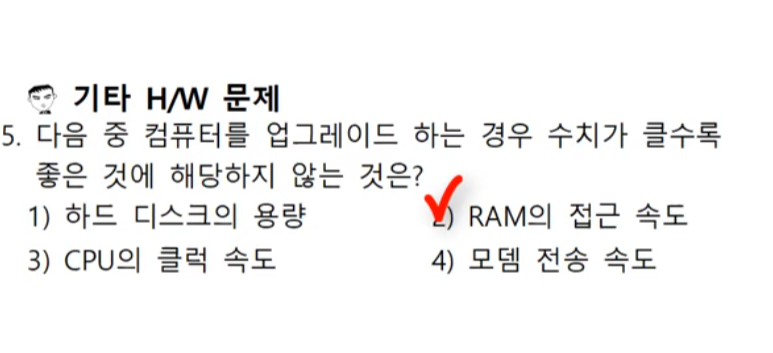 기타 H/W 문제
5. 다음 중 컴퓨터를 업그레이드 하는 경우 수치가 클수록
좋은 것에 해당하지 않는 것은?
1) 하드 디스크의 용량 2) RAM의 접근 속도
3) CPU의 클럭 속도 4) 모뎀 전송 속도